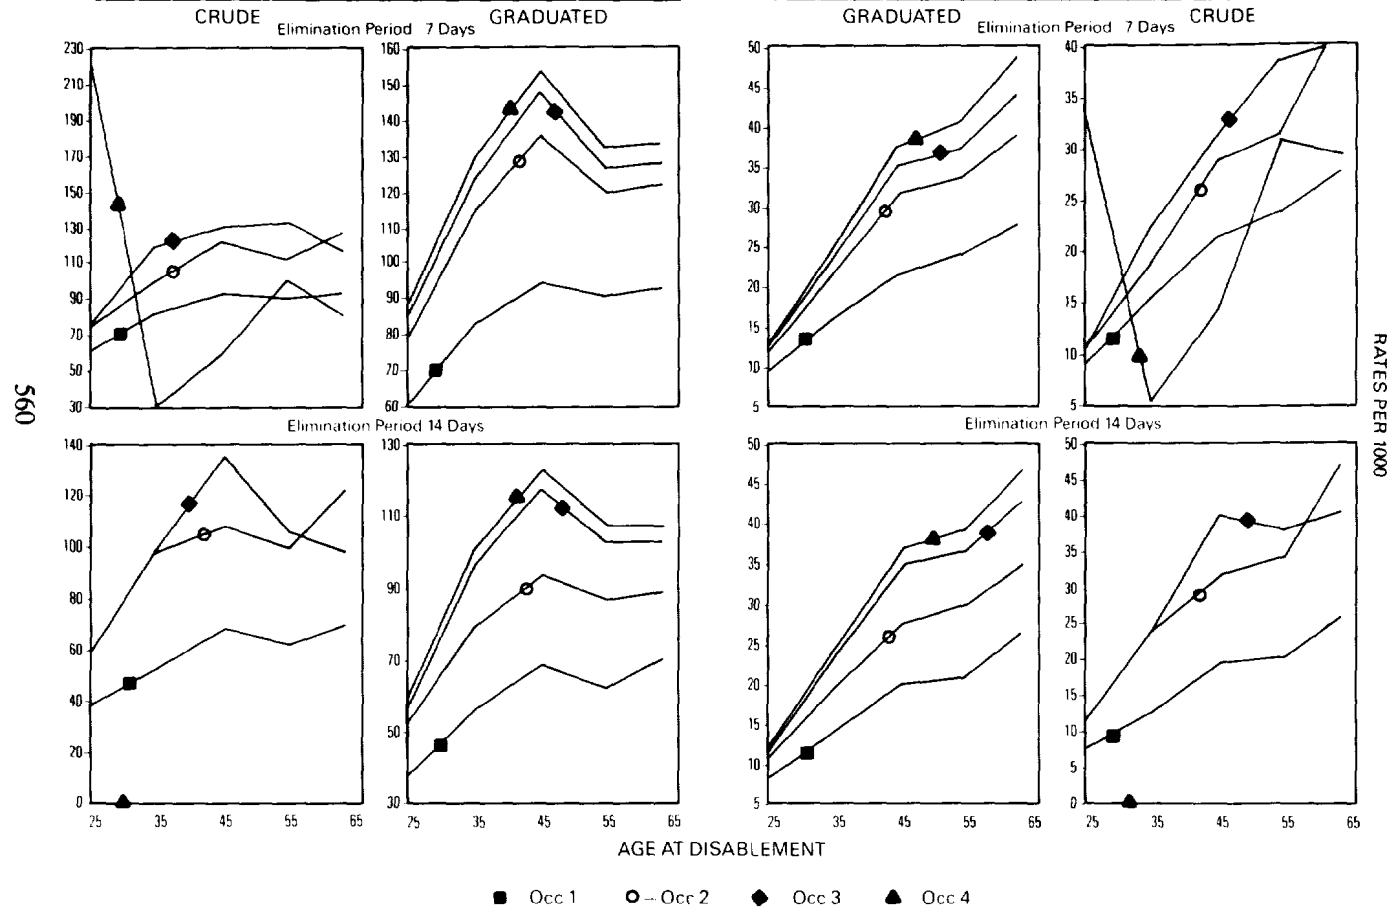 CRUDE GRADUATED GRADUATED CRUDE
Elimination Period 7 Days Elimination Period 7 Days
230 160 50 40
210 150 45 35
190 140 40 30
170 130 35 25
150 120 30 20
130 110 25 15
110 100 20 10
90 90 15 5
70 80 10
50 70 5
30 60
Elimination Period 14 Days Elimination Period 14 Days
140 130 50 50
120 110 45 45
100 90 40 40
80 70 35 35
60 50 30 30
40 30 25 25
20 20 20
0 15 15
10 10
5 5
0
25 35 45 55 65 25 35 45 55 65 25 35 45 55 65 25 35 45 55 65
AGE AT DISABLEMENT
Occ 1 Occ 2 Occ 3 Occ 4
RATES PER 1000
560